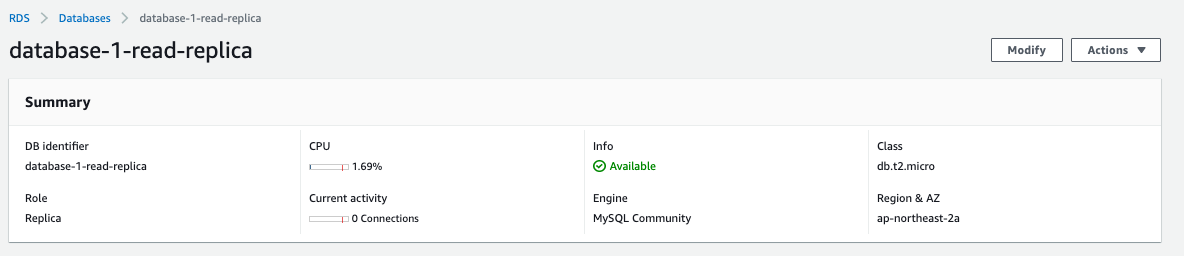 RDS > Databases > database-1-read-replica
database-1-read-replica
Modify
Actions
Summary
DB identifier
database-1-read-replica
CPU
1.69%
Info
Available
Class
db.t2.micro
Role
Replica
Current activity
0 Connections
Engine
MySQL Community
Region & AZ
ap-northeast-2a